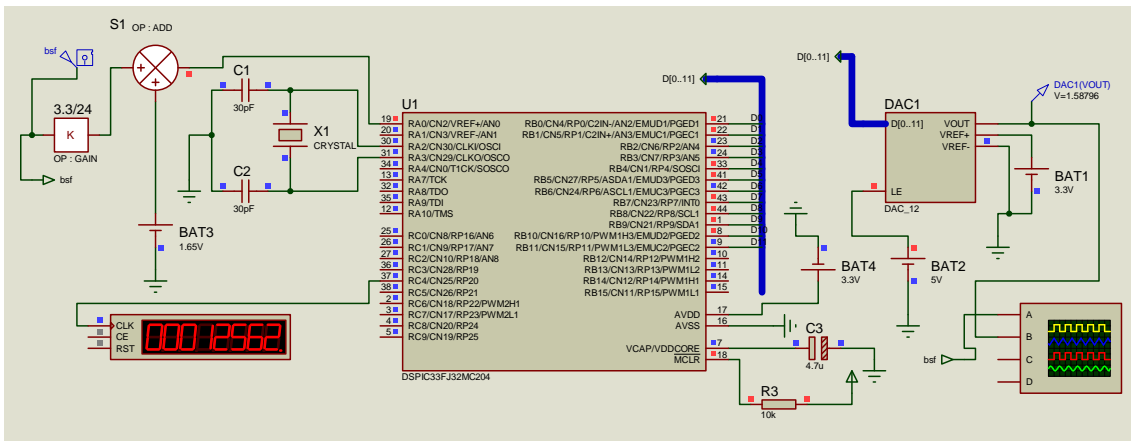 S1
OP : ADD
bsf
3.3/24
K
OP : GAIN
bsf
BAT3
1.65V
C1
30pF
X1
CRYSTAL
C2
30pF
U1
19 RA0/CN2/VREF+/AN0
20 RA1/CN3/VREF-/AN1
30 RA2/CN30/CLKI/OSCI
31 RA3/CN29/CLKO/OSCO
34 RA4/CN0/T1CK/SOSCO
13 RA7/TCK
32 RA8/TDO
35 RA9/TDI
12 RA10/TMS
25 RC0/CN8/RP16/AN6
26 RC1/CN9/RP17/AN7
27 RC2/CN10/RP18/AN8
36 RC3/CN28/RP19
37 RC4/CN25/RP20
38 RC5/CN26/RP21
2 RC6/CN18/RP22/PWM2H1
3 RC7/CN17/RP23/PWM2L1
4 RC8/CN20/RP24
5 RC9/CN19/RP25
RB0/CN4/RP0/C2IN-/AN2/EMUD1/PGED1 21
RB1/CN5/RP1/C2IN+/AN3/EMUC1/PGEC1 22
RB2/CN6/RP2/AN4 23
RB3/CN7/RP3/AN5 24
RB4/CN1/RP4/SOSCI 33
RB5/CN27/RP5/ASDA1/EMUD3/PGED3 41
RB6/CN24/RP6/ASCL1/EMUC3/PGEC3 42
RB7/CN23/RP7/INT0 43
RB8/CN22/RP8/SCL1 44
RB9/CN21/RP9/SDA1 1
RB10/CN16/RP10/PWM1H3/EMUD2/PGED2 8
RB11/CN15/RP11/PWM1L3/EMUC2/PGEC2 9
RB12/CN14/RP12/PWM1H2 10
RB13/CN13/RP13/PWM1L2 11
RB14/CN12/RP14/PWM1H1 14
RB15/CN11/RP15/PWM1L1 15
AVDD 17
AVSS 16
VCAP/VDDCORE 7
MCLR 18
DSPIC33FJ32MC204
CLK
CE
RST
00012562.
D[0..11]
BAT4
3.3V
C3
4.7u
R3
10k
D[0..11]
DAC1
D[0..11]
VOUT
VREF+
VREF-
LE
DAC_12
DAC1(VOUT)
V=1.58796
BAT1
3.3V
BAT2
5V
bsf
A
B
C
D